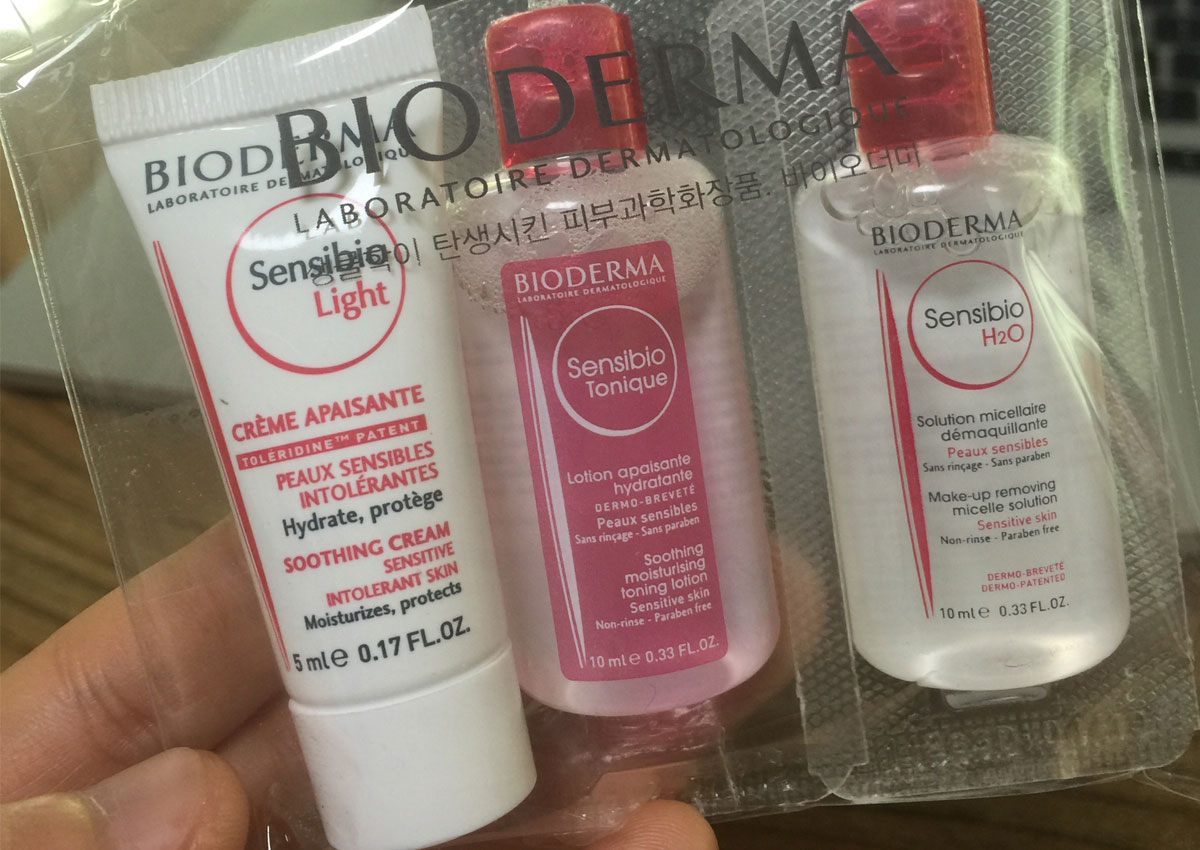 BIODERMA
LABORATOIRE DERMATOLOGIQUE
생물학이 탄생시킨 피부과학화장품. 바이오더마
BIODERMA
LABORATOIRE DERMATOLOGIQUE
Sensibio
Light
CRÈME APAISANTE
TOLÉRIDINE™ PATENT
PEAUX SENSIBLES
INTOLÉRANTES
Hydrate, protège
SOOTHING CREAM
SENSITIVE
INTOLERANT SKIN
Moisturizes, protects
5 ml e 0.17 FL.OZ.
BIODERMA
LABORATOIRE DERMATOLOGIQUE
Sensibio
Tonique
Lotion apaisante
hydratante
DERMO-BREVETÉ
Peaux sensibles
Sans rinçage - Sans paraben
Soothing
moisturising
toning lotion
Sensitive skin
Non-rinse - Paraben free
10 ml e 0.33 FL.OZ.
BIODERMA
LABORATOIRE DERMATOLOGIQUE
Sensibio
H2O
Solution micellaire
démaquillante
Peaux sensibles
Sans rinçage - Sans paraben
Make-up removing
micelle solution
Sensitive skin
Non-rinse - Paraben free
DERMO-BREVETÉ
DERMO-PATENTED
10 ml e 0.33 FL.OZ.